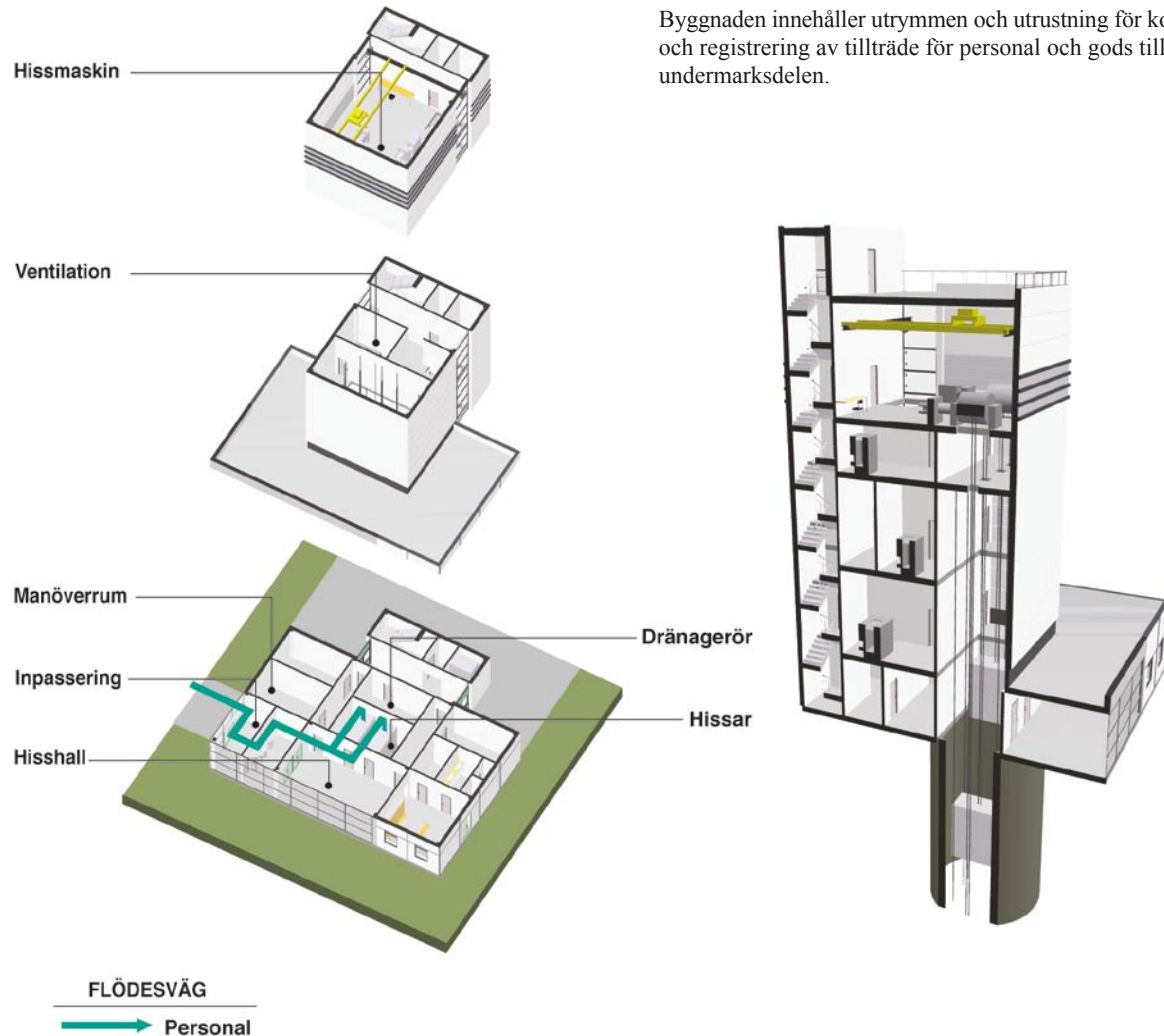 Byggnaden innehåller utrymmen och utrustning för
och registrering av tillträde för personal och gods till
undermarksdelen.
Hissmaskin
Ventilation
Manöverrum
Inpassering
Hisshall
Dränagerör
Hissar
FLÖDESVÄG
Personal